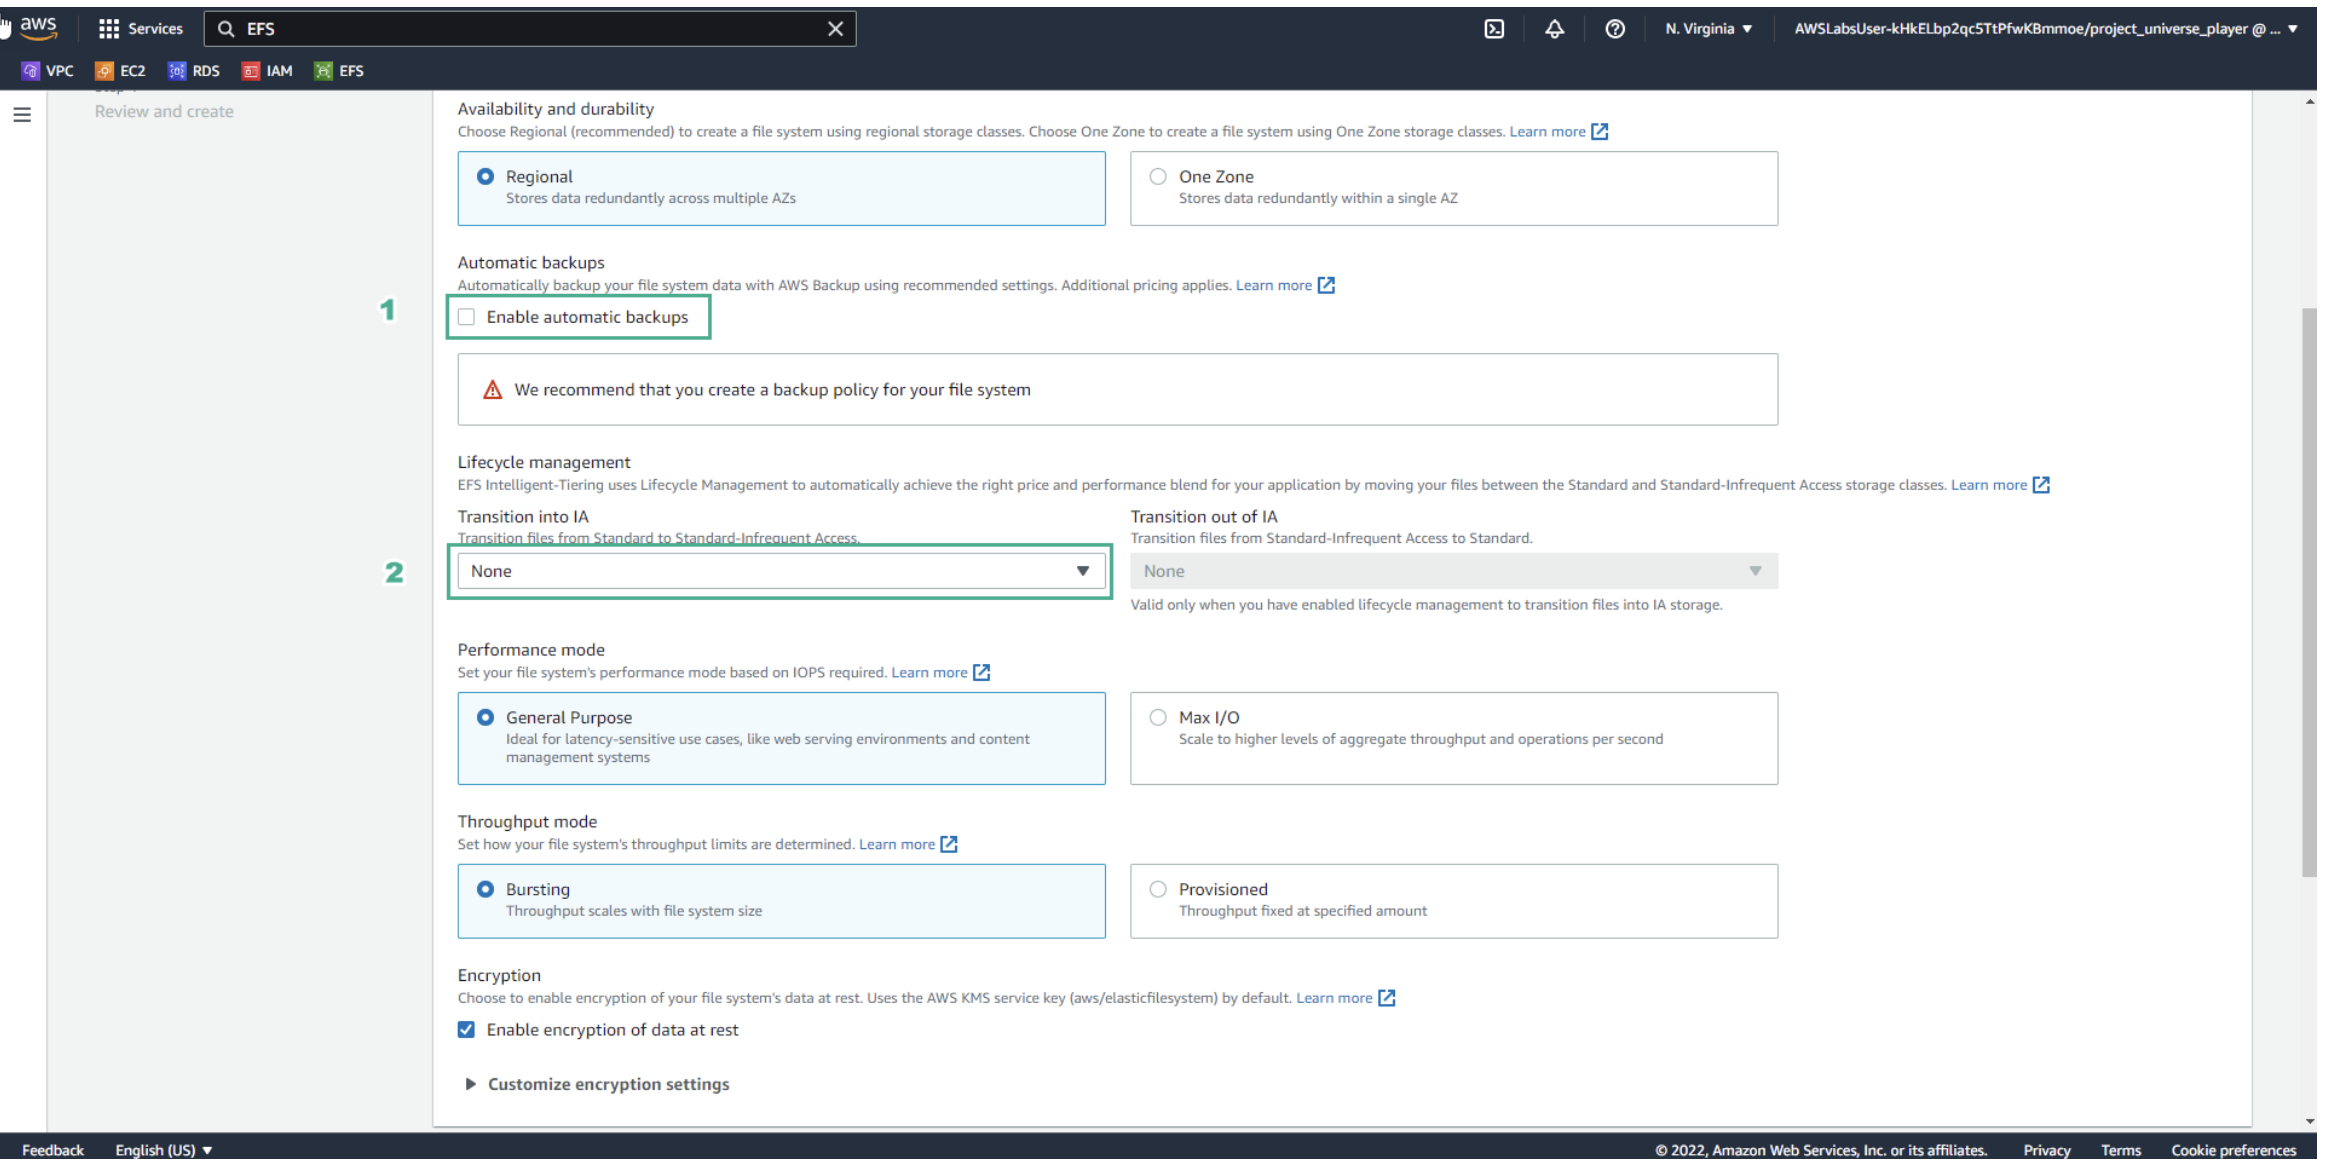 aws
Services
EFS
N. Virginia ▼
AWSLabsUser-kHkELbp2qc5TtPfwKBmmoe/project_universe_player @ ... ▼
VPC
EC2
RDS
IAM
EFS
Review and create
Availability and durability
Choose Regional (recommended) to create a file system using regional storage classes. Choose One Zone to create a file system using One Zone storage classes. Learn more
Regional
Stores data redundantly across multiple AZs
One Zone
Stores data redundantly within a single AZ
Automatic backups
Automatically backup your file system data with AWS Backup using recommended settings. Additional pricing applies. Learn more
1
Enable automatic backups
We recommend that you create a backup policy for your file system
Lifecycle management
EFS Intelligent-Tiering uses Lifecycle Management to automatically achieve the right price and performance blend for your application by moving your files between the Standard and Standard-Infrequent Access storage classes. Learn more
Transition into IA
Transition files from Standard to Standard-Infrequent Access.
2
None
Transition out of IA
Transition files from Standard-Infrequent Access to Standard.
None
Valid only when you have enabled lifecycle management to transition files into IA storage.
Performance mode
Set your file system's performance mode based on IOPS required. Learn more
General Purpose
Ideal for latency-sensitive use cases, like web serving environments and content
management systems
Max I/O
Scale to higher levels of aggregate throughput and operations per second
Throughput mode
Set how your file system's throughput limits are determined. Learn more
Bursting
Throughput scales with file system size
Provisioned
Throughput fixed at specified amount
Encryption
Choose to enable encryption of your file system's data at rest. Uses the AWS KMS service key (aws/elasticfilesystem) by default. Learn more
Enable encryption of data at rest
Customize encryption settings
Feedback
English (US) ▼
© 2022, Amazon Web Services, Inc. or its affiliates.
Privacy
Terms
Cookie preferences